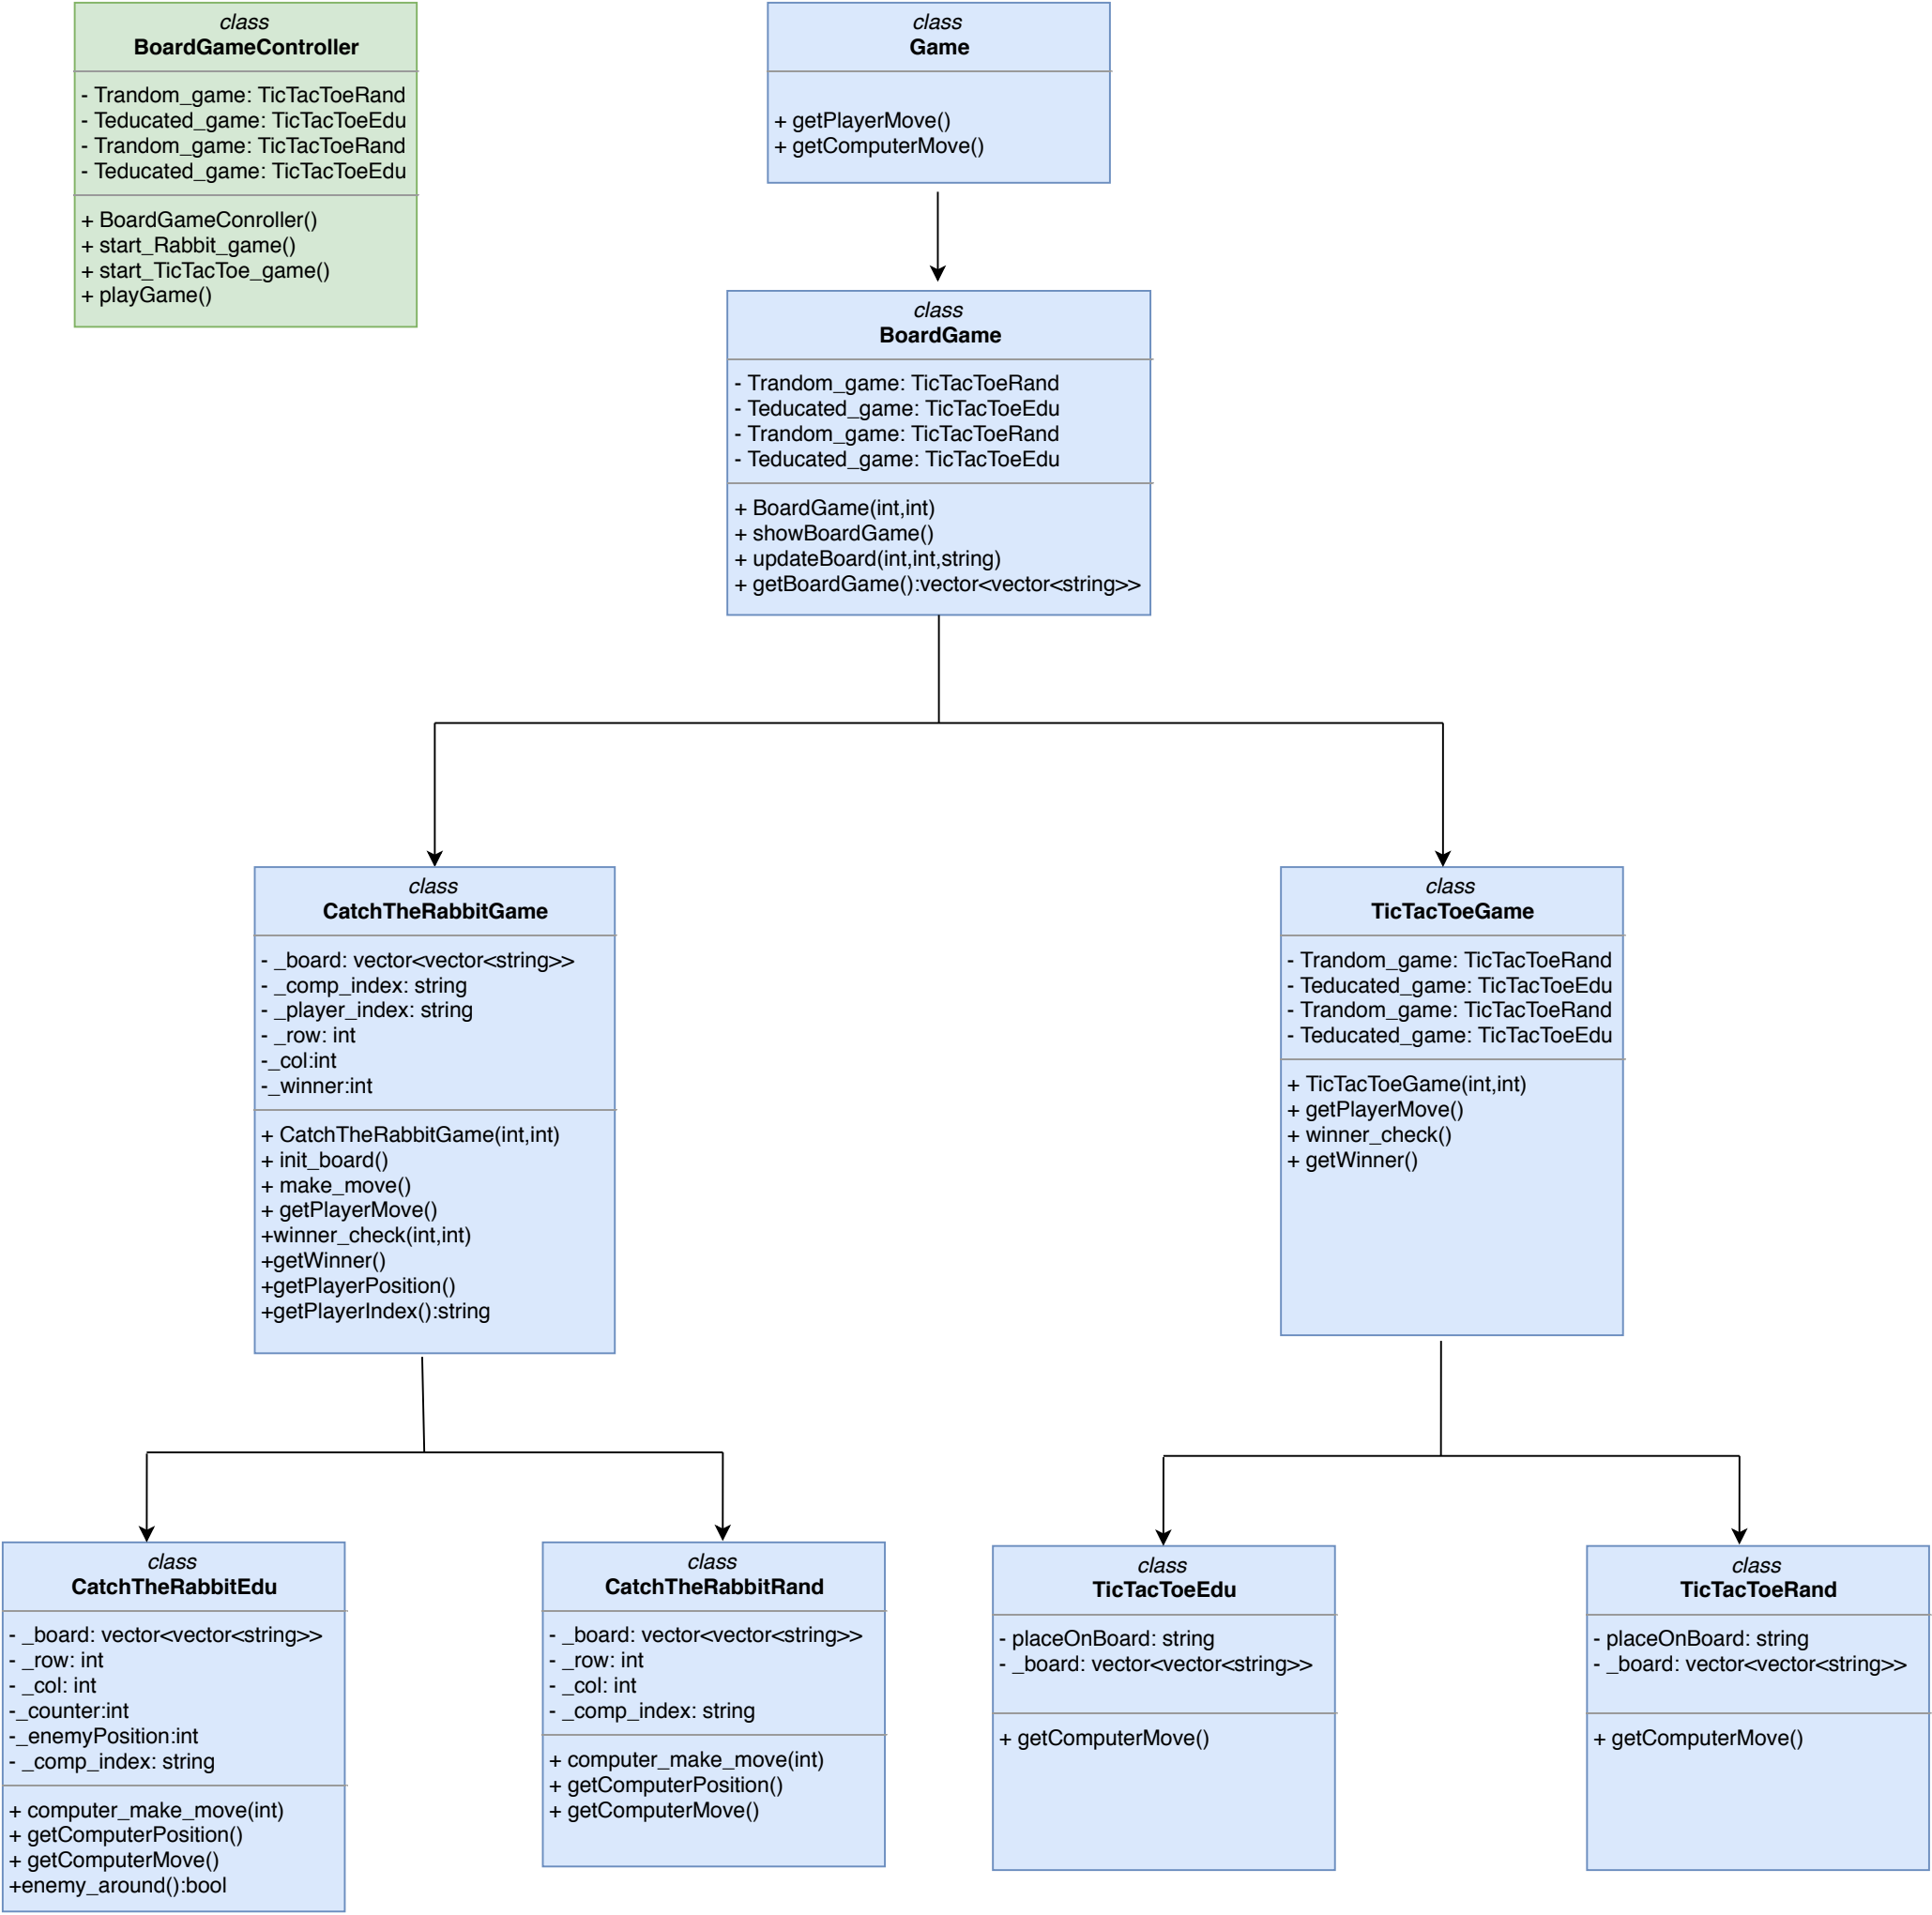 class
BoardGameController
- Trandom_game: TicTacToeRand
- Teducated_game: TicTacToeEdu
- Trandom_game: TicTacToeRand
- Teducated_game: TicTacToeEdu
+ BoardGameConroller()
+ start_Rabbit_game()
+ start_TicTacToe_game()
+ playGame()
class
Game
+ getPlayerMove()
+ getComputerMove()
class
BoardGame
- Trandom_game: TicTacToeRand
- Teducated_game: TicTacToeEdu
- Trandom_game: TicTacToeRand
- Teducated_game: TicTacToeEdu
+ BoardGame(int,int)
+ showBoardGame()
+ updateBoard(int,int,string)
+ getBoardGame():vector<vector<string>>
class
CatchTheRabbitGame
- _board: vector<vector<string>>
- _comp_index: string
- _player_index: string
- _row: int
-_col:int
-_winner:int
+ CatchTheRabbitGame(int,int)
+ init_board()
+ make_move()
+ getPlayerMove()
+winner_check(int,int)
+getWinner()
+getPlayerPosition()
+getPlayerIndex():string
class
TicTacToeGame
- Trandom_game: TicTacToeRand
- Teducated_game: TicTacToeEdu
- Trandom_game: TicTacToeRand
- Teducated_game: TicTacToeEdu
+ TicTacToeGame(int,int)
+ getPlayerMove()
+ winner_check()
+ getWinner()
class
CatchTheRabbitEdu
- _board: vector<vector<string>>
- _row: int
- _col: int
-_counter:int
-_enemyPosition:int
- _comp_index: string
+ computer_make_move(int)
+ getComputerPosition()
+ getComputerMove()
+enemy_around():bool
class
CatchTheRabbitRand
- _board: vector<vector<string>>
- _row: int
- _col: int
- _comp_index: string
+ computer_make_move(int)
+ getComputerPosition()
+ getComputerMove()
class
TicTacToeEdu
- placeOnBoard: string
- _board: vector<vector<string>>
+ getComputerMove()
class
TicTacToeRand
- placeOnBoard: string
- _board: vector<vector<string>>
+ getComputerMove()